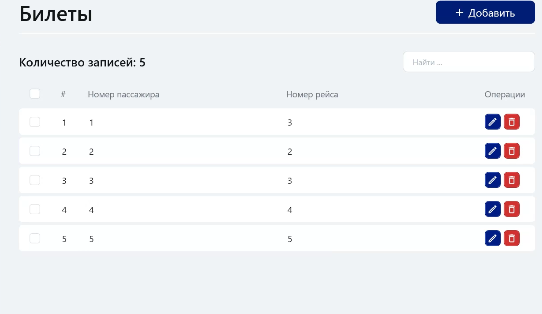 Билеты
+ Добавить
Количество записей: 5
Найти ...
# Номер пассажира Номер рейса Операции
1 1 3
2 2 2
3 3 3
4 4 4
5 5 5